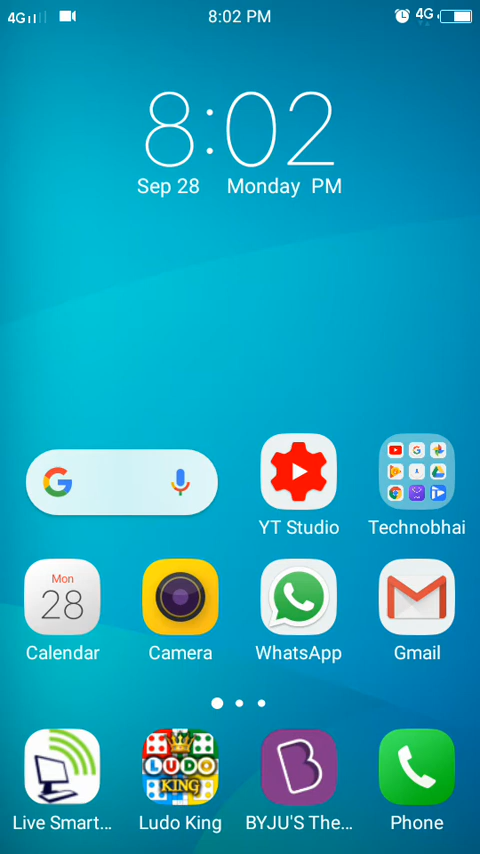 4G 8:02 PM 4G
8:02
Sep 28 Monday PM
YT Studio Technobhai
Mon
28
Calendar Camera WhatsApp Gmail
LUDO
KING
Live Smart... Ludo King BYJU'S The... Phone